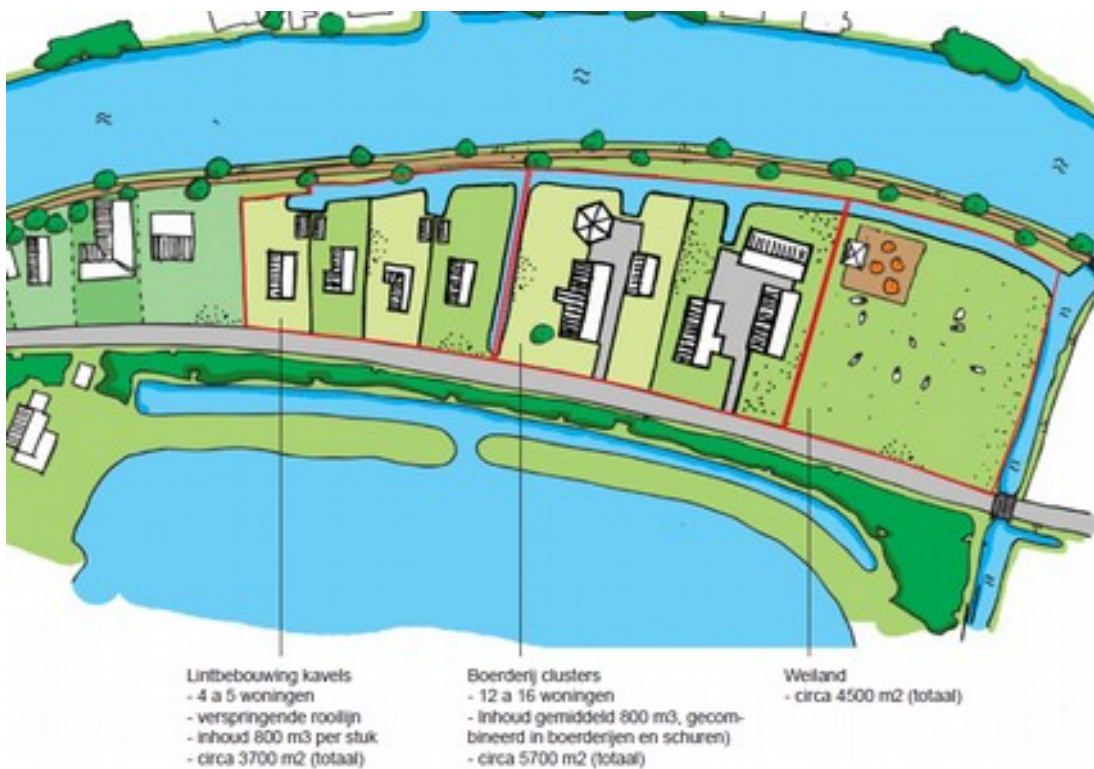 Lintbebouwing kavels
- 4 a 5 woningen
- verspringende rooilijn
- inhoud 800 m3 per stuk
- circa 3700 m2 (totaal)
Boerderij clusters
- 12 a 16 woningen
- Inhoud gemiddeld 800 m3, gecom-
bineerd in boerderijen en schuren)
- circa 5700 m2 (totaal)
Weiland
- circa 4500 m2 (totaal)